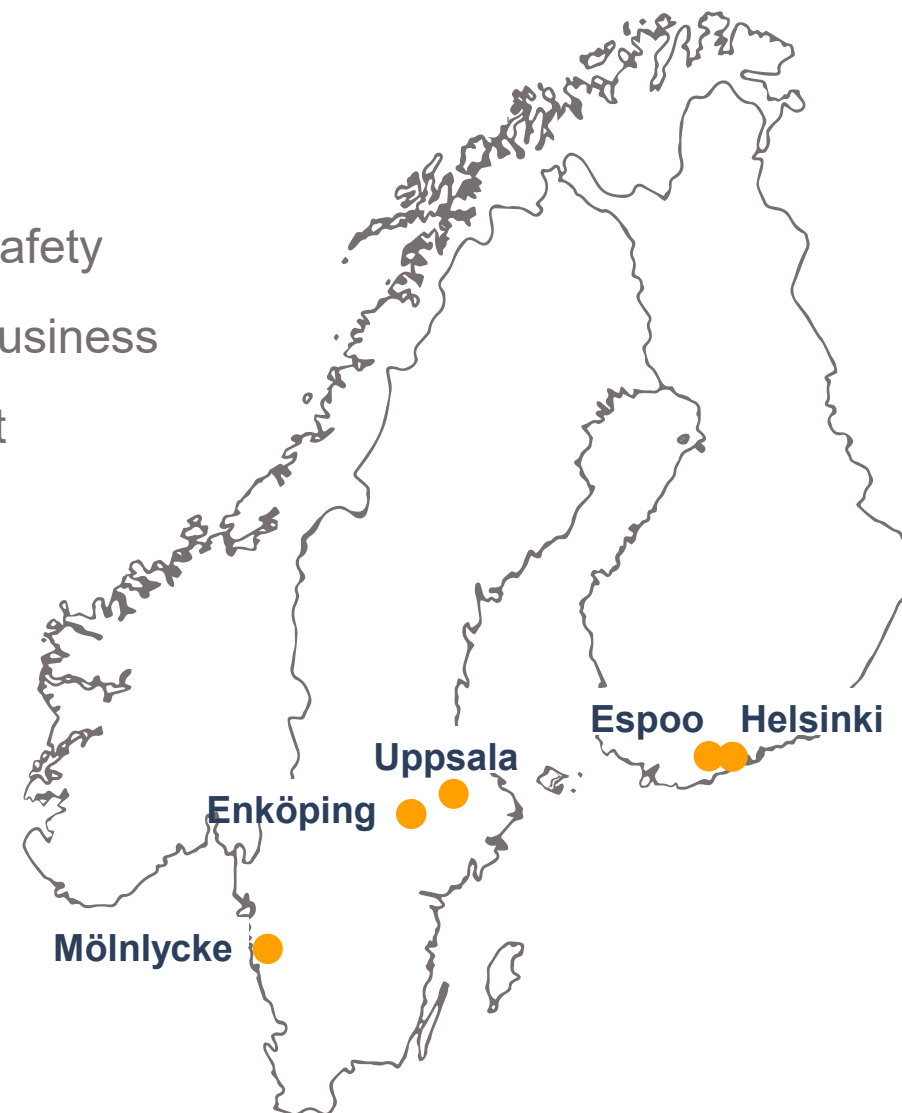 afety
usiness
t
Espoo
Helsinki
Uppsala
Enköping
Mölnlycke